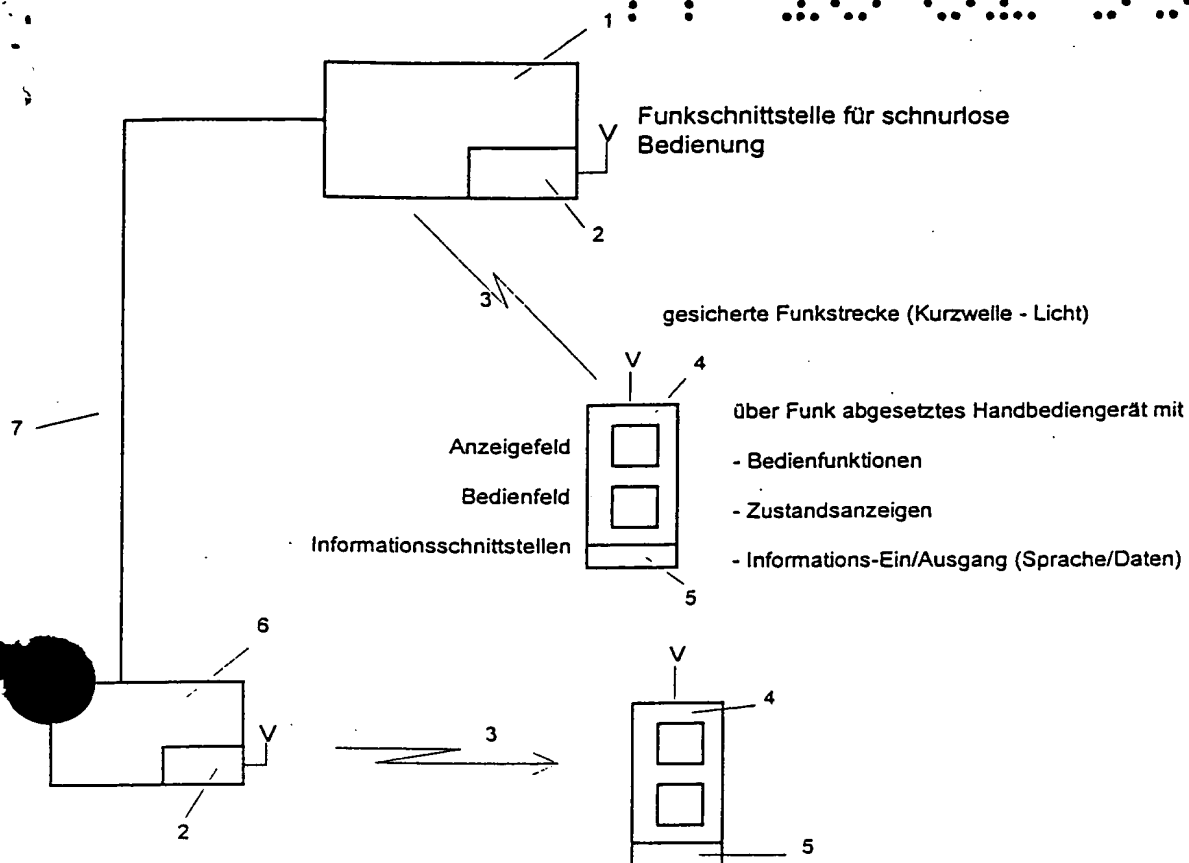 1
Funkschnittstelle für schnurlose
Bedienung
2
3
gesicherte Funkstrecke (Kurzwelle - Licht)
4
über Funk abgesetztes Handbediengerät mit
7
Anzeigefeld
- Bedienfunktionen
Bedienfeld
- Zustandsanzeigen
Informationsschnittstellen
- Informations-Ein/Ausgang (Sprache/Daten)
5
6
4
3
2
5